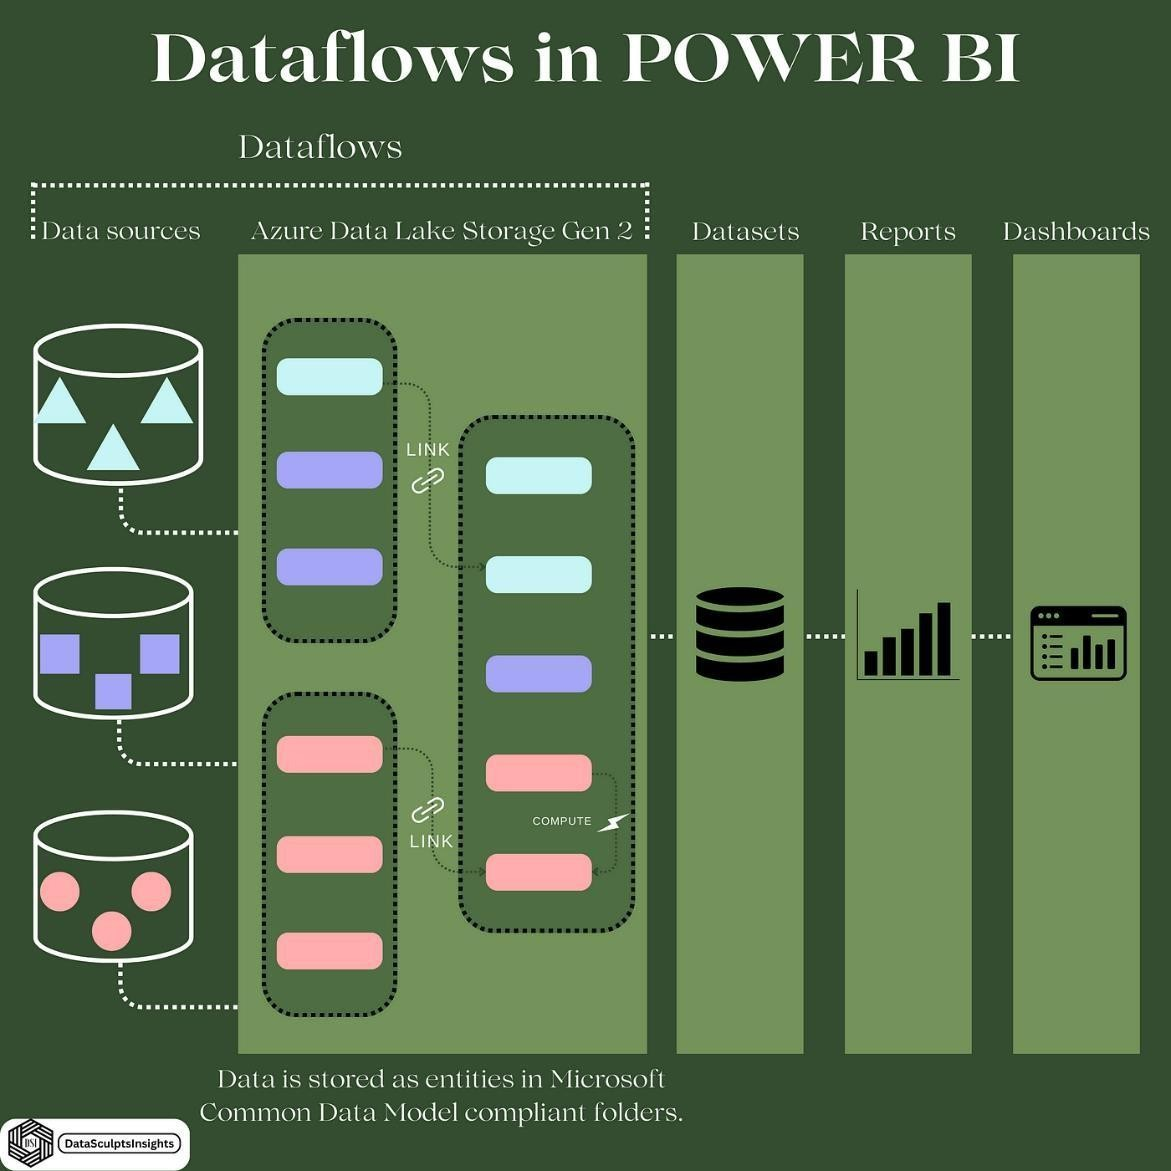 Dataflows in POWER BI
Dataflows
Data sources
Azure Data Lake Storage Gen 2
Datasets
Reports
Dashboards
LINK
COMPUTE
LINK
Data is stored as entities in Microsoft
Common Data Model compliant folders.
DSI
DataSculptsInsights